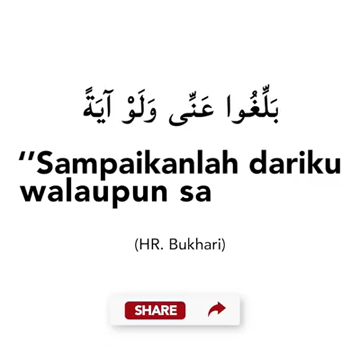 بَلِّغُوا عَنِّى وَلَوْ آيَةً
’’Sampaikanlah dariku
walaupun sa
(HR. Bukhari)
SHARE